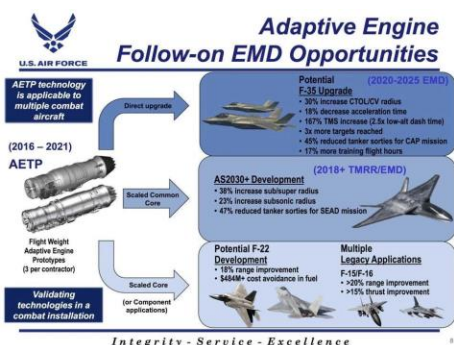 Adaptive Engine
Follow-on EMD Opportunities
U.S. AIR FORCE
AETP technology
is applicable to
multiple combat
aircraft
(2016 – 2021)
AETP
Flight Weight
Adaptive Engine
Prototypes
(3 per contractor)
Validating
technologies in a
combat installation
Direct upgrade
Potential (2020-2025 EMD)
F-35 Upgrade
• 30% increase CTOL/CV radius
• 18% decrease acceleration time
• 167% TMS increase (2.5x low-alt dash time)
• 3x more targets reached
• 45% reduced tanker sorties for CAP mission
• 17% more training flight hours
Scaled Common
Core
(2018+ TMRR/EMD)
AS2030+ Development
• 38% increase sub/super radius
• 23% increase subsonic radius
• 47% reduced tanker sorties for SEAD mission
Scaled Core
(or Component
applications)
Potential F-22
Development
• 18% range improvement
• $484M+ cost avoidance in fuel
Multiple
Legacy Applications
F-15/F-16
• >20% range improvement
• >15% thrust improvement
Integrity - Service - Excellence